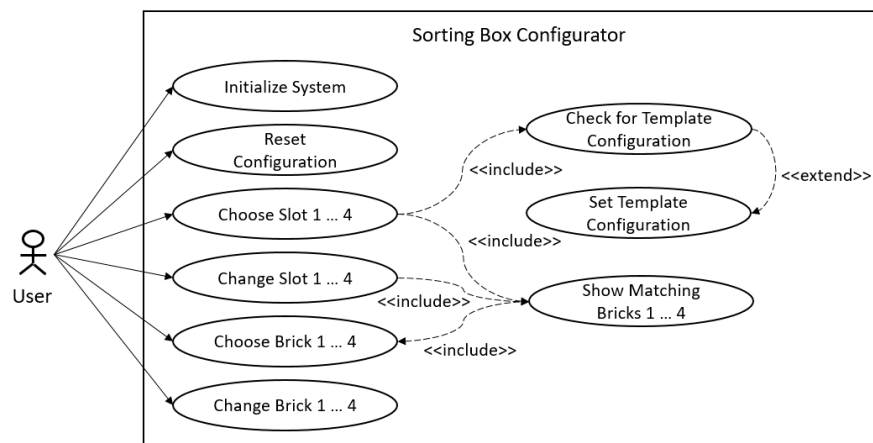 Sorting Box Configurator
Initialize System
Reset
Configuration
Choose Slot 1 ... 4
Change Slot 1 ... 4
Choose Brick 1 ... 4
Change Brick 1 ... 4
User
Check for Template
Configuration
<<include>>
<<extend>>
Set Template
Configuration
<<include>>
<<include>>
Show Matching
Bricks 1 ... 4
<<include>>